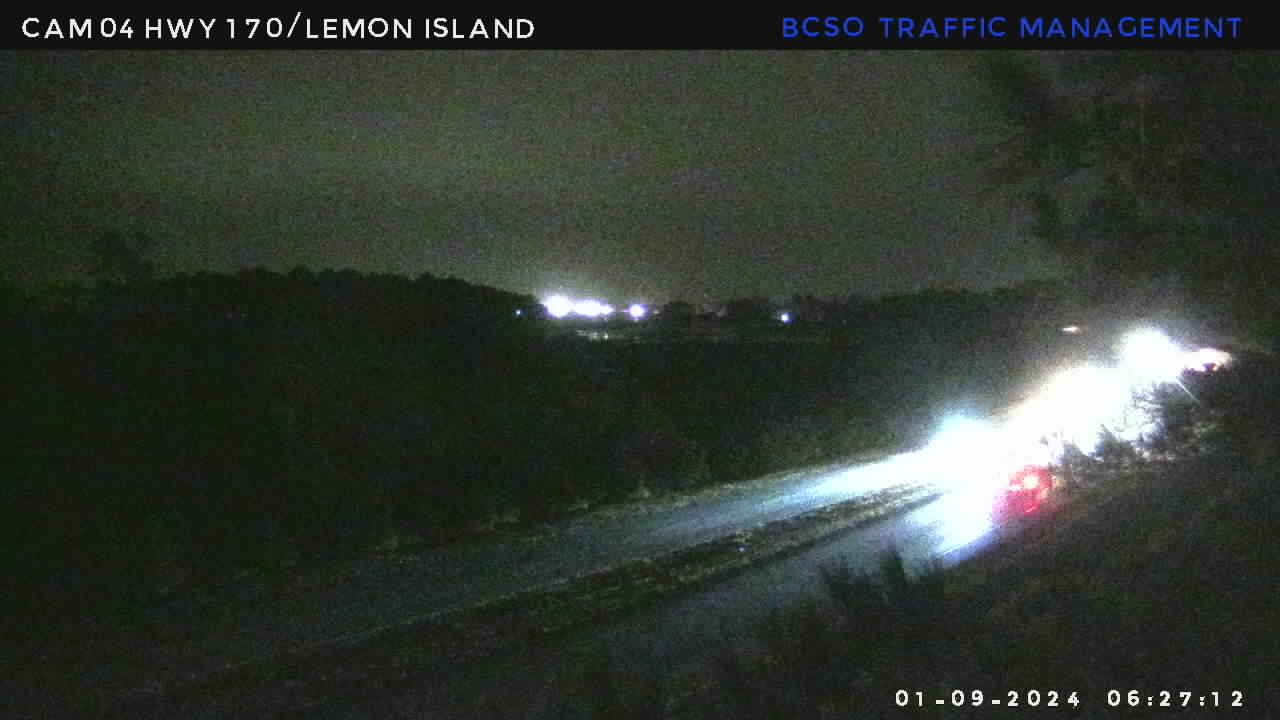 CAM04 HWY 170/LEMON ISLAND
BCSO TRAFFIC MANAGEMENT
01-09-2024 06:27:12